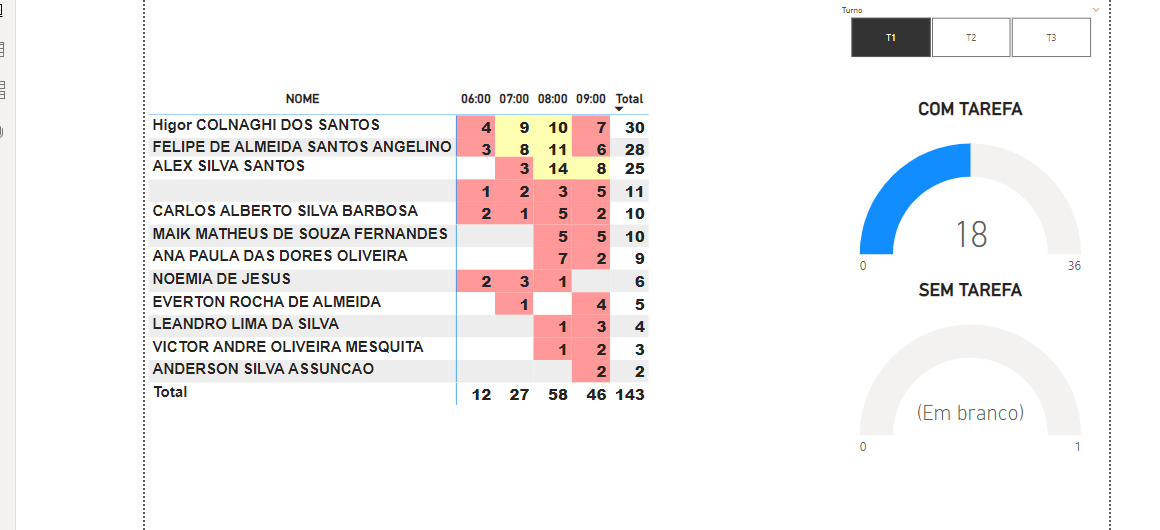 Turno
T1 T2 T3
NOME 06:00 07:00 08:00 09:00 Total
Higor COLNAGHI DOS SANTOS 4 9 10 7 30
FELIPE DE ALMEIDA SANTOS ANGELINO 3 8 11 6 28
ALEX SILVA SANTOS 3 14 8 25
1 2 3 5 11
CARLOS ALBERTO SILVA BARBOSA 2 1 5 2 10
MAIK MATHEUS DE SOUZA FERNANDES 5 5 10
ANA PAULA DAS DORES OLIVEIRA 7 2 9
NOEMIA DE JESUS 2 3 1 6
EVERTON ROCHA DE ALMEIDA 1 4 5
LEANDRO LIMA DA SILVA 1 3 4
VICTOR ANDRE OLIVEIRA MESQUITA 1 2 3
ANDERSON SILVA ASSUNCAO 2 2
Total 12 27 58 46 143
COM TAREFA
18
0 36
SEM TAREFA
(Em branco)
0 1